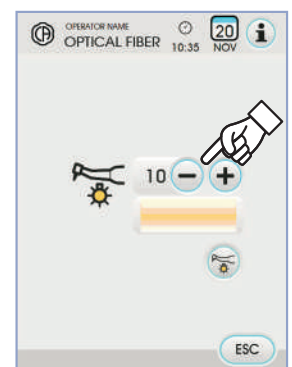 OPERATOR NAME
OPTICAL FIBER
10:35
20
NOV
i
10 − +
ESC